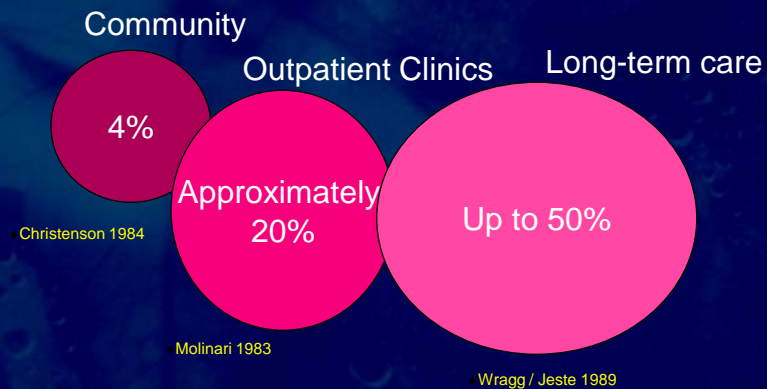 Community
4%
Christenson 1984
Outpatient Clinics
Approximately
20%
Molinari 1983
Long-term care
Up to 50%
Wragg / Jeste 1989